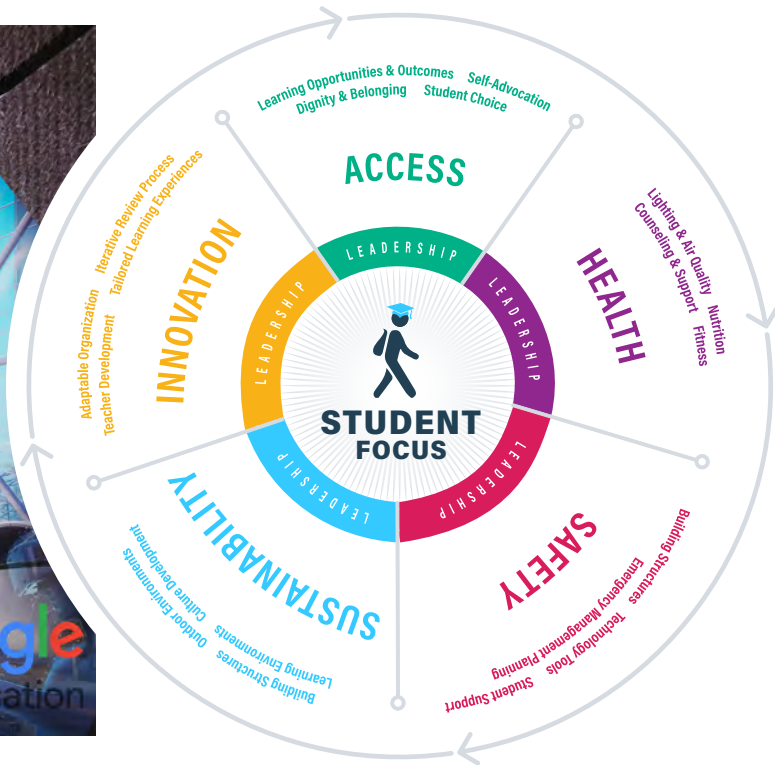 Learning Opportunities & Outcomes Self-Advocation
Dignity & Belonging Student Choice
ACCESS
LEADERSHIP
Lighting & Air Quality Nutrition
Counseling & Support Fitness
HEALTH
LEADERSHIP
Building Structures Technology Tools Student Support
Emergency Management Planning
SAFETY
LEADERSHIP
Building Structures Outdoor Environments
Learning Environments Culture Development
SUSTAINABILITY
LEADERSHIP
Adaptable Organization Iterative Review Process
Teacher Development Tailored Learning Experiences
INNOVATION
LEADERSHIP
STUDENT
FOCUS
gle
cation